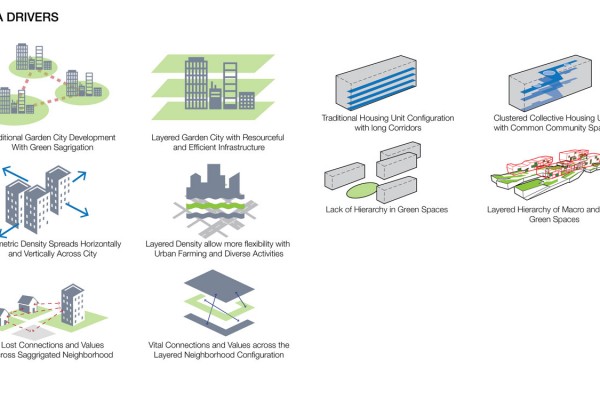 A DRIVERS
ditional Garden City Development
With Green Sagrigation
Layered Garden City with Resourceful
and Efficient Infrastructure
Traditional Housing Unit Configuration
with long Corridors
Clustered Collective Housing U
with Common Community Spa
metric Density Spreads Horizontally
and Vertically Across City
Layered Density allow more flexibility with
Urban Farming and Diverse Activities
Lack of Hierarchy in Green Spaces
Layered Hierarchy of Macro and
Green Spaces
Lost Connections and Values
ross Saggrigated Neighborhood
Vital Connections and Values across the
Layered Neighborhood Configuration